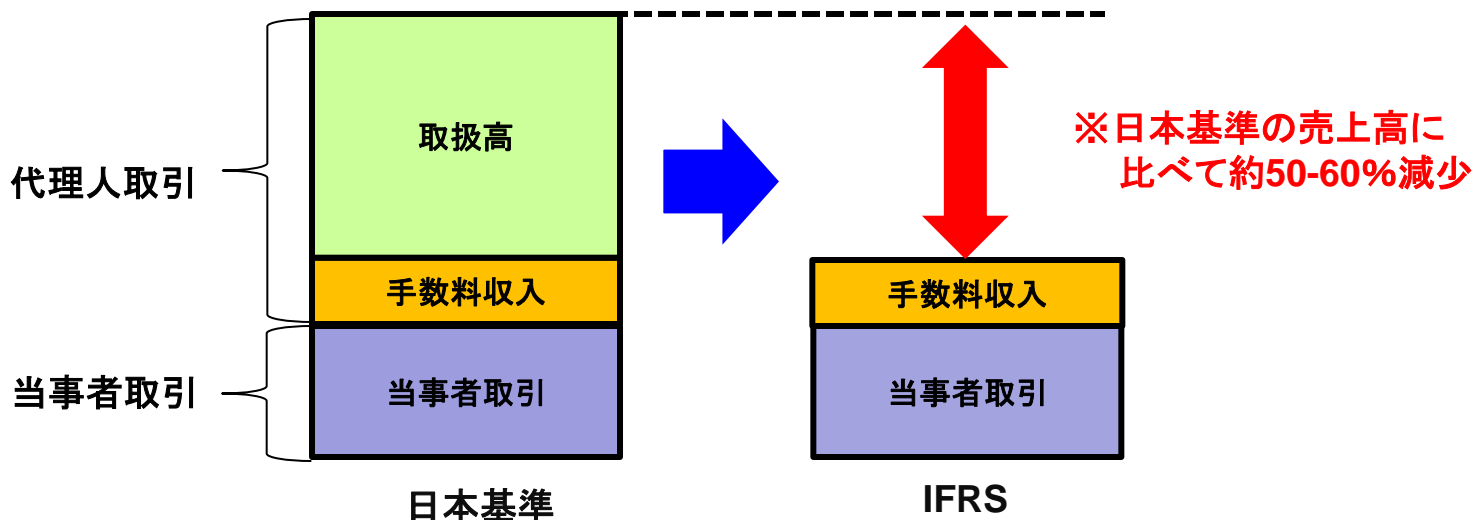 取扱高
※日本基準の売上高に
比べて約50-60%減少
代理人取引
手数料収入
手数料収入
当事者取引
当事者取引
当事者取引
日本基準
IFRS